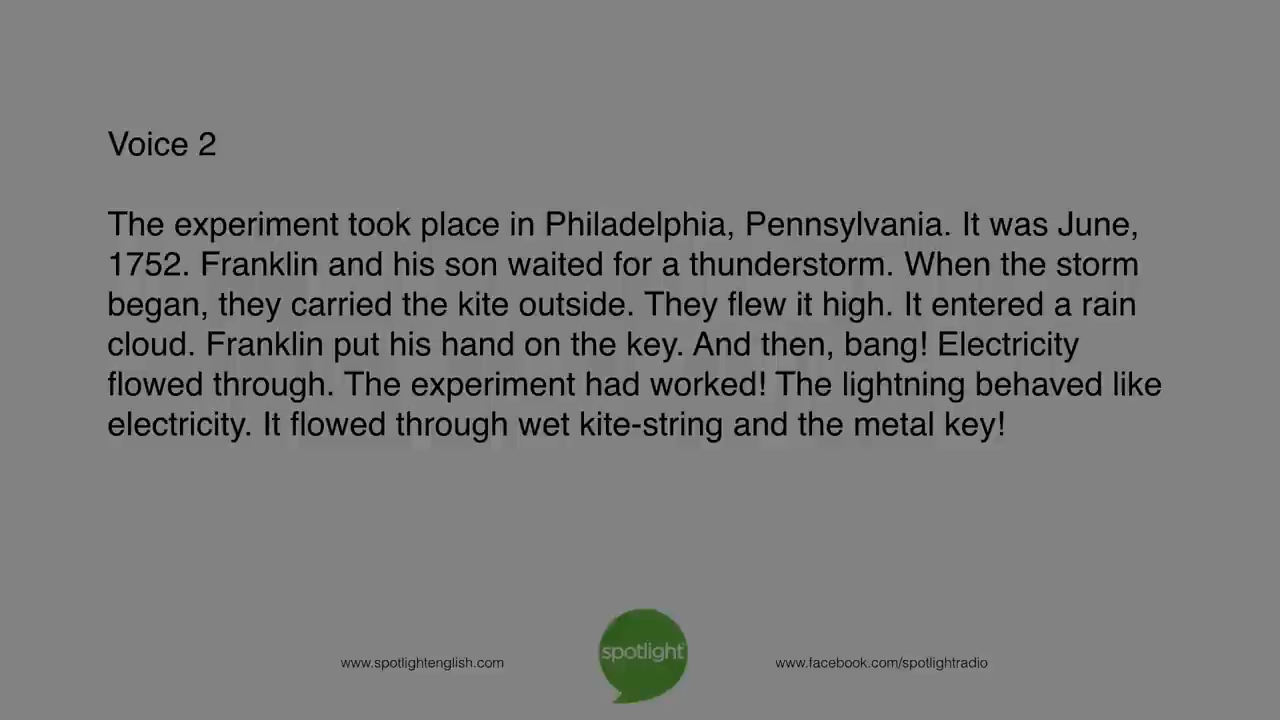 Voice 2
The experiment took place in Philadelphia, Pennsylvania. It was June,
1752. Franklin and his son waited for a thunderstorm. When the storm
began, they carried the kite outside. They flew it high. It entered a rain
cloud. Franklin put his hand on the key. And then, bang! Electricity
flowed through. The experiment had worked! The lightning behaved like
electricity. It flowed through wet kite-string and the metal key!
spotlight
www.spotlightenglish.com
www.facebook.com/spotlightradio